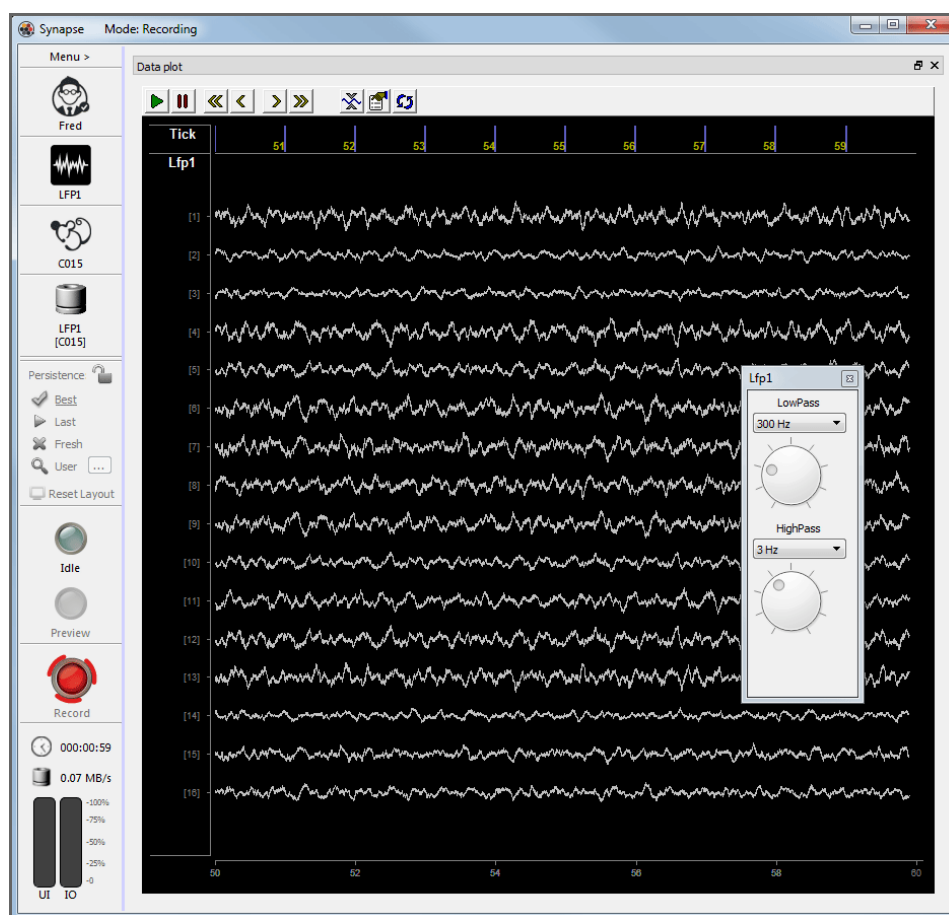 Synapse Mode: Recording
Menu >
Fred
LFP1
C015
LFP1
[C015]
Persistence
Best
Last
Fresh
User ...
Reset Layout
Idle
Preview
Record
000:00:59
0.07 MB/s
-100%
-75%
-50%
-25%
-0
UI IO
Data plot
Tick
51 52 53 54 55 56 57 58 59
Lfp1
[1]
[2]
[3]
[4]
[5]
[6]
[7]
[8]
[9]
[10]
[11]
[12]
[13]
[14]
[15]
[16]
50 52 54 56 58 60
Lfp1
LowPass
300 Hz
HighPass
3 Hz